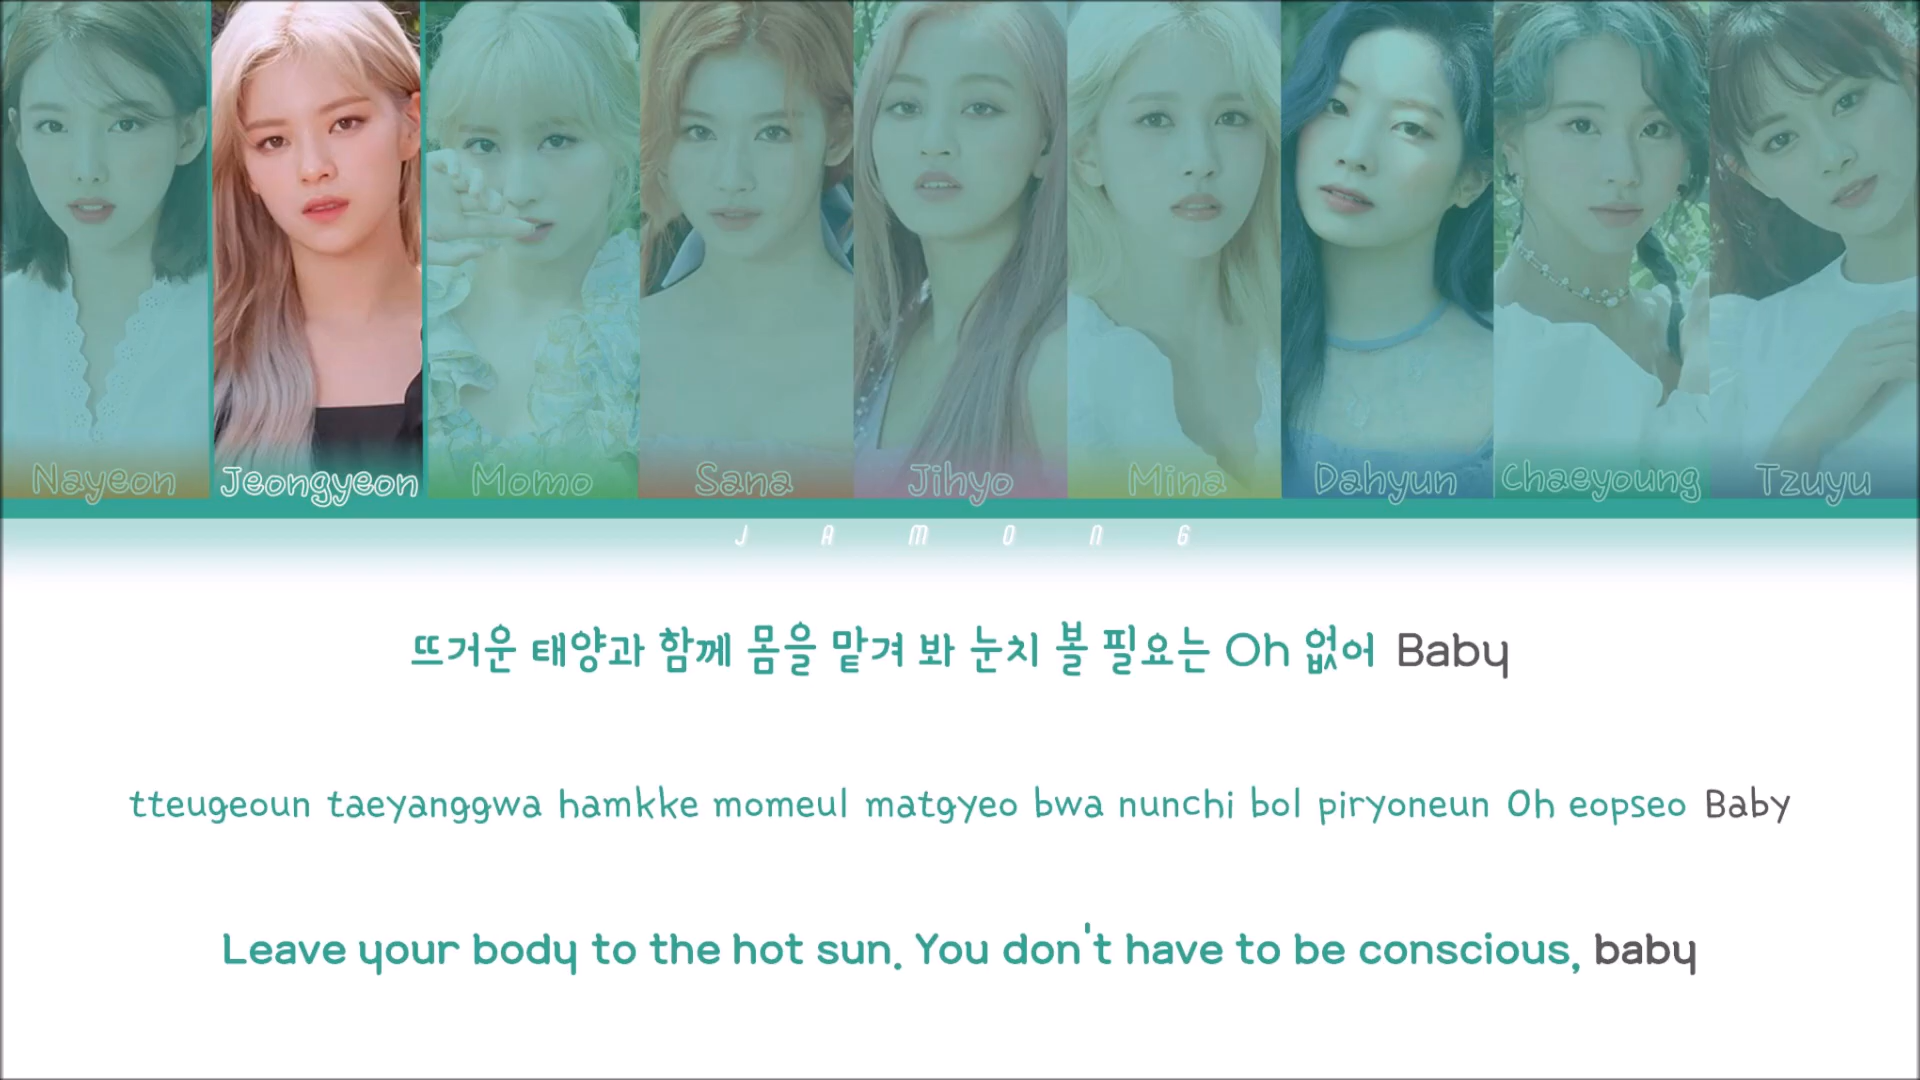 Nayeon Jeongyeon Momo Sana Jihyo Mina Dahyun Chaeyoung Tzuyu
JAMONG
뜨거운 태양과 함께 몸을 맡겨 봐 눈치 볼 필요는 Oh 없어 Baby
tteugeoun taeyanggwa hamkke momeul matgyeo bwa nunchi bol piryoneun Oh eopseo Baby
Leave your body to the hot sun. You don't have to be conscious, baby